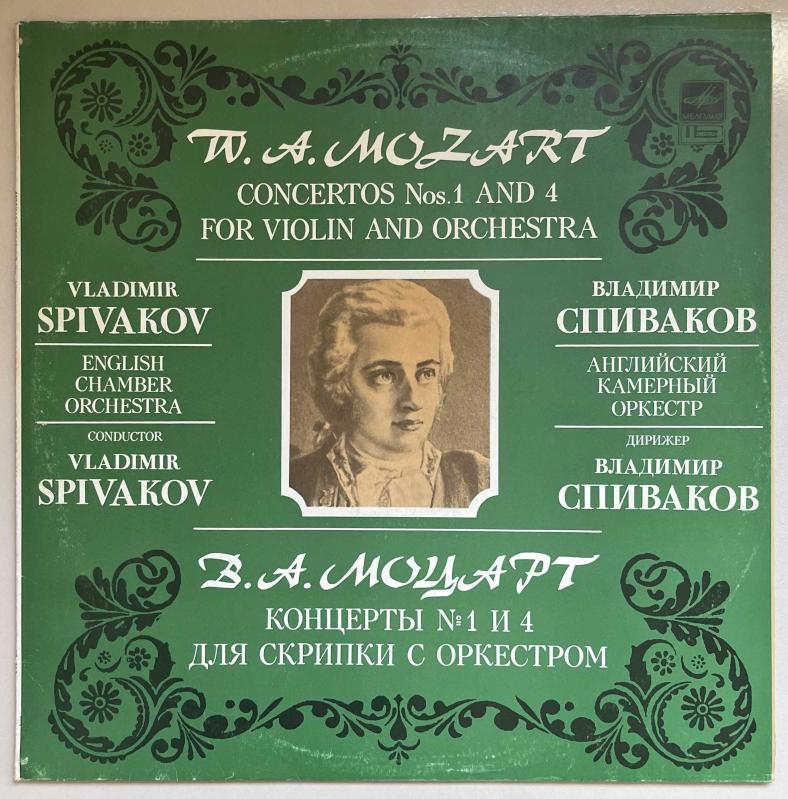 МЕЛОДИЯ
W. A. MOZART
CONCERTOS Nos. 1 AND 4
FOR VIOLIN AND ORCHESTRA
VLADIMIR
SPIVAKOV
ENGLISH
CHAMBER
ORCHESTRA
CONDUCTOR
VLADIMIR
SPIVAKOV
ВЛАДИМИР
СПИВАКОВ
АНГЛИЙСКИЙ
КАМЕРНЫЙ
ОРКЕСТР
ДИРИЖЕР
ВЛАДИМИР
СПИВАКОВ
В. А. МОЦАРТ
КОНЦЕРТЫ №1 И 4
ДЛЯ СКРИПКИ С ОРКЕСТРОМ